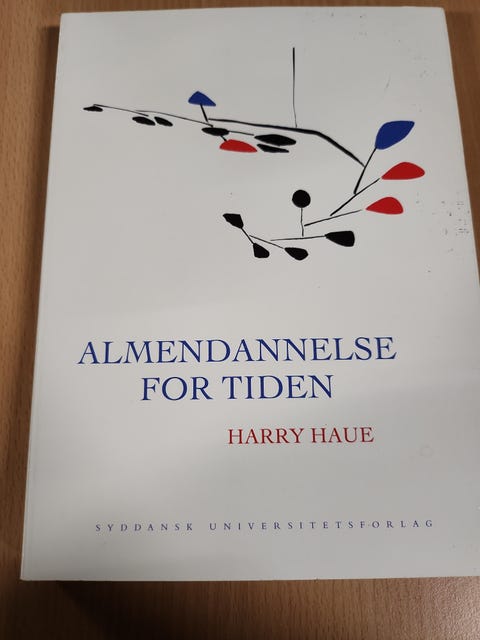 ALMENDANNELSE
FOR TIDEN
HARRY HAUE
SYDDANSK UNIVERSITETSFORLAG